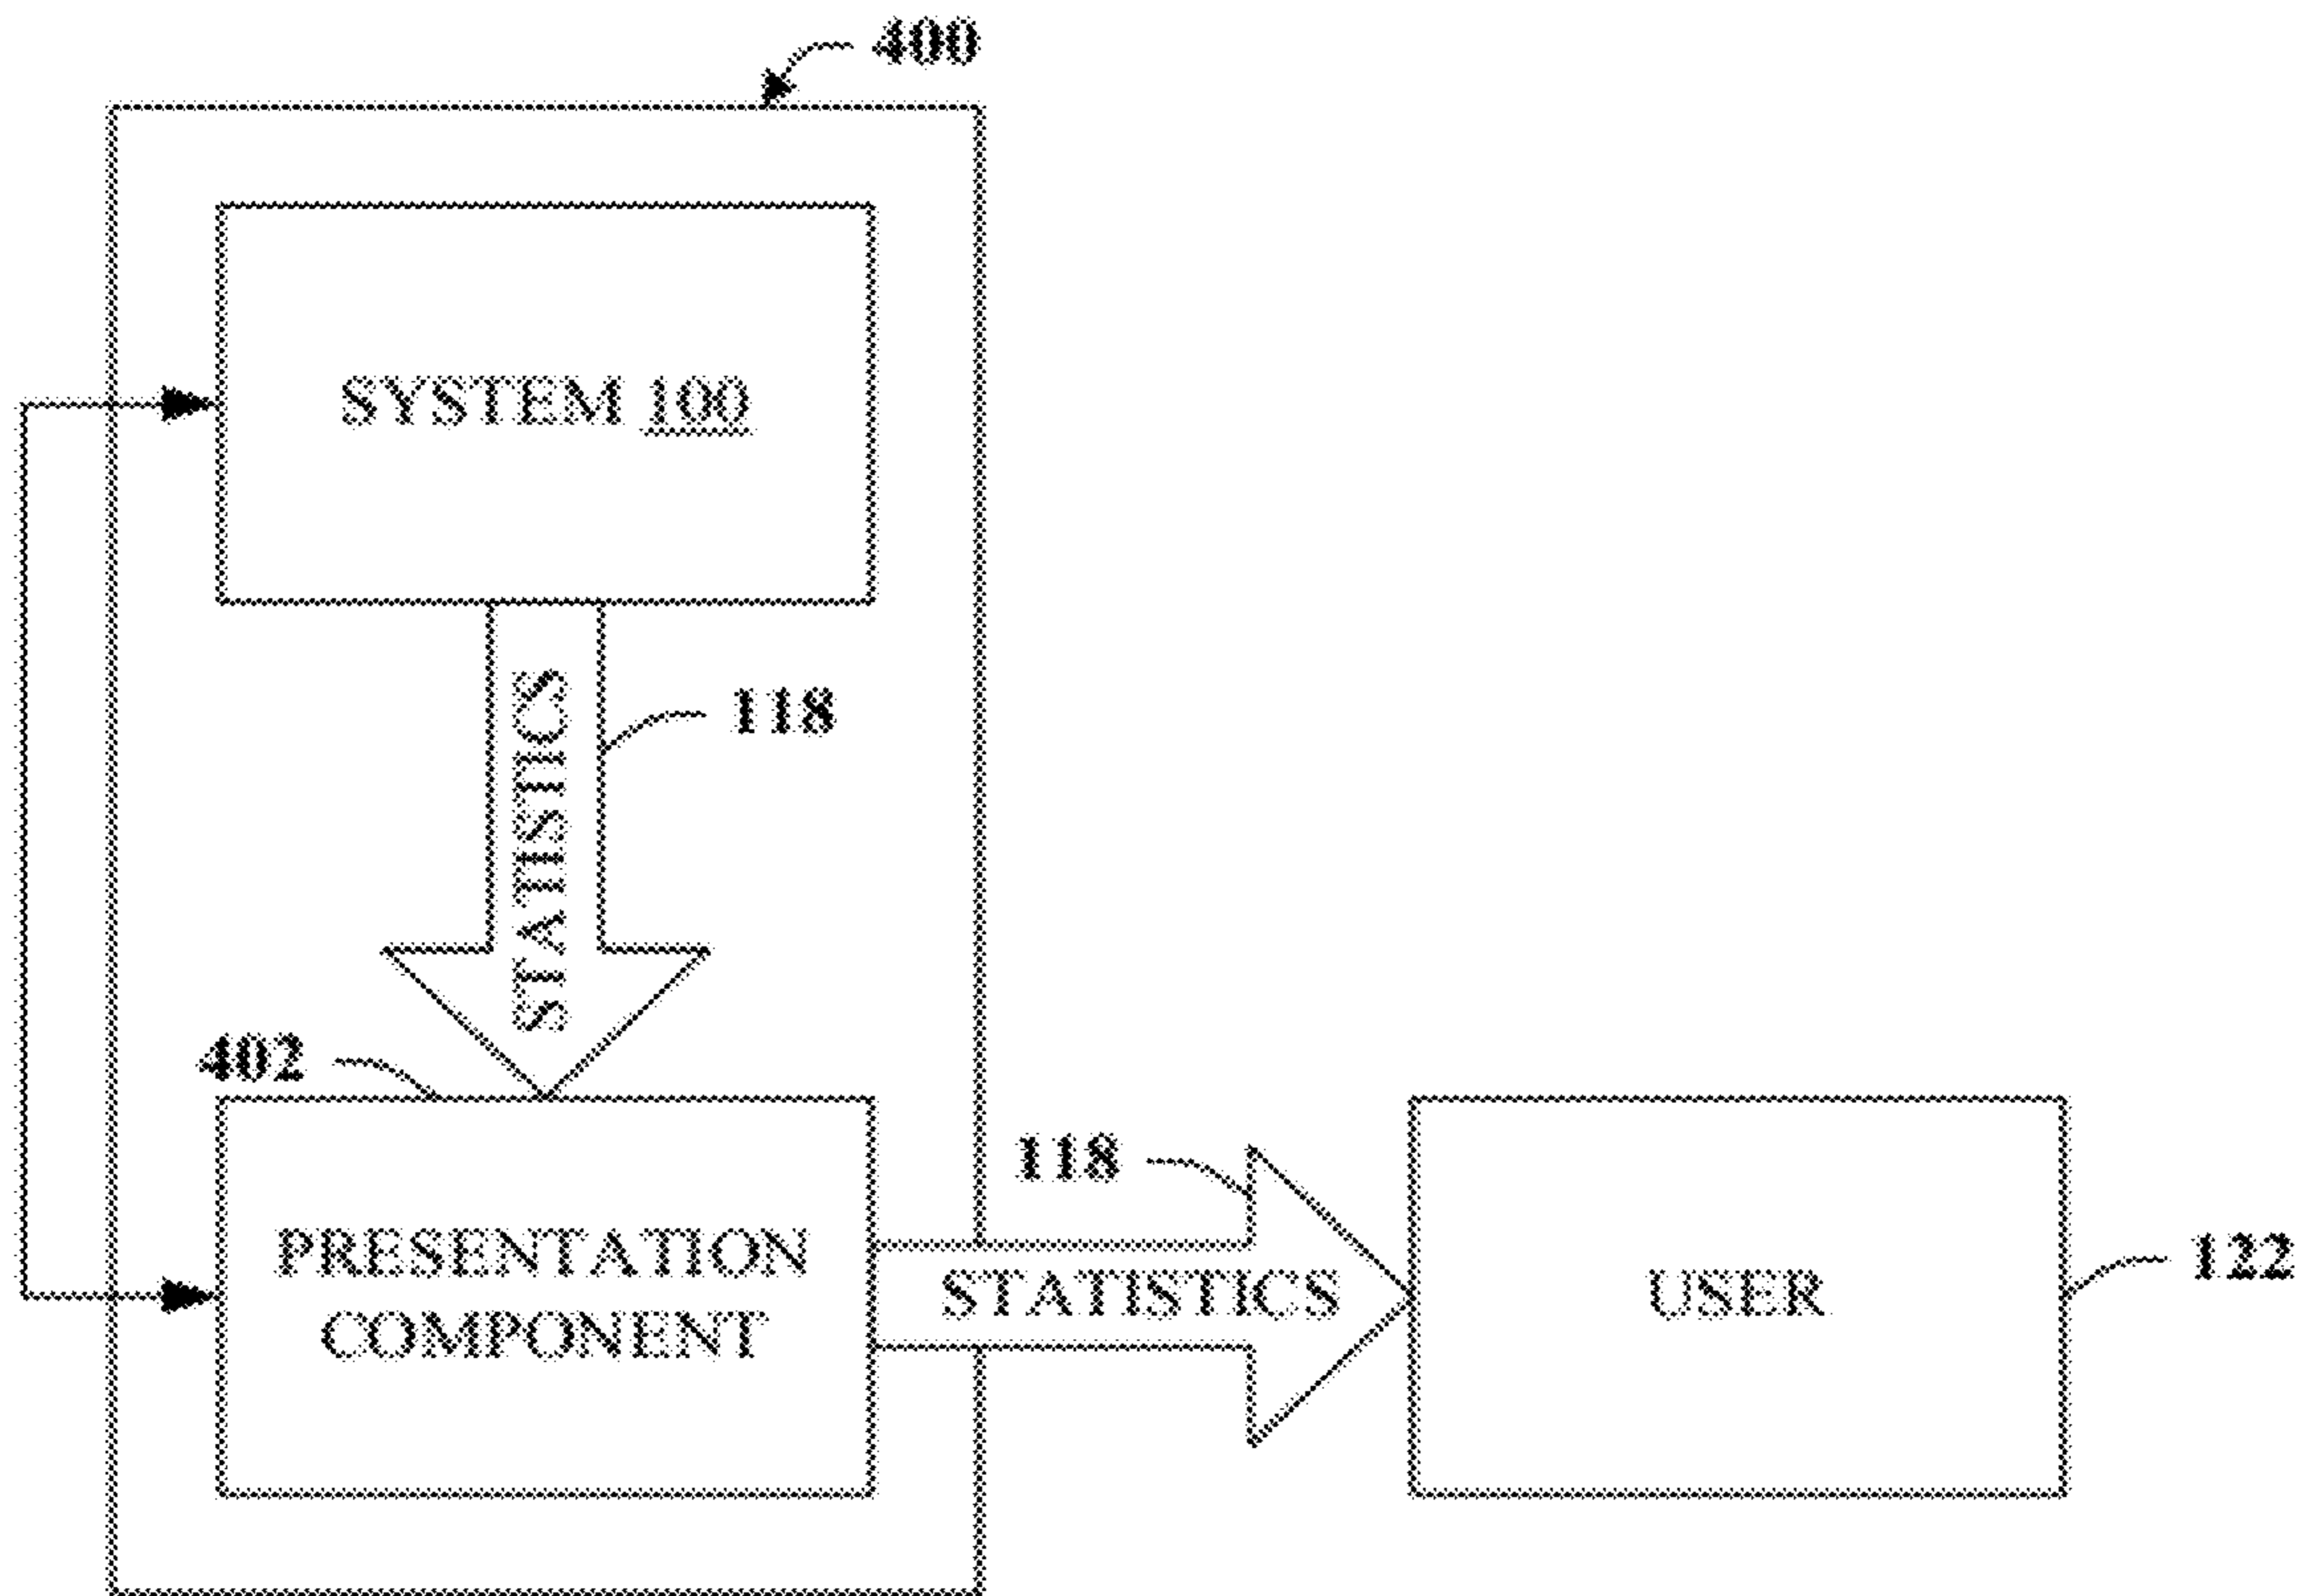 400
SYSTEM 100
STATISTICS
118
402
PRESENTATION
COMPONENT
118
STATISTICS
USER
122